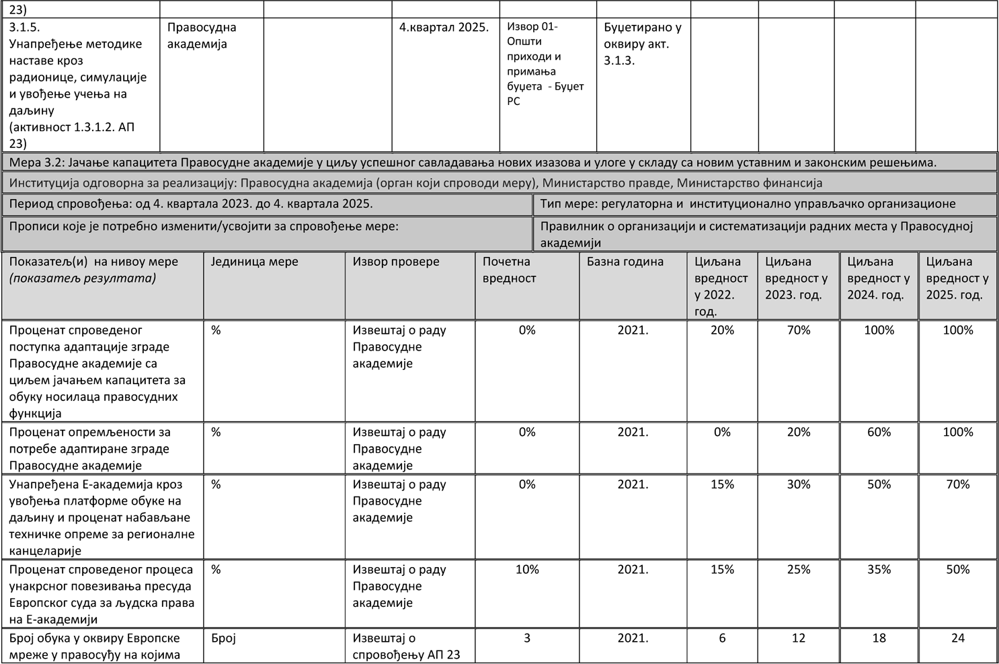 23)
3.1.5.
Унапређење методике
наставе кроз
радионице, симулације
и увођење учења на
даљину
(активност 1.3.1.2. АП
23)
Правосудна
академија
4.квартал 2025.
Извор 01-
Општи
приходи и
примања
буџета - Буџет
РС
Буџетирано у
оквиру акт.
3.1.3.
Мера 3.2: Јачање капацитета Правосудне академије у циљу успешног савладавања нових изазова и улоге у складу са новим уставним и законским решењима.
Институција одговорна за реализацију: Правосудна академија (орган који спроводи меру), Министарство правде, Министарство финансија
Период спровођења: од 4. квартала 2023. до 4. квартала 2025.
Тип мере: регулаторна и институционално управљачко организационе
Прописи које је потребно изменити/усвојити за спровођење мере:
Правилник о организацији и систематизацији радних места у Правосудној
академији
Показатељ(и) на нивоу мере
(показатељ резултата)
Јединица мере
Извор провере
Почетна
вредност
Базна година
Циљана
вредност
у 2022.
год.
Циљана
вредност у
2023. год.
Циљана
вредност у
2024. год.
Циљана
вредност у
2025. год.
Проценат спроведеног
поступка адаптације зграде
Правосудне академије са
циљем јачањем капацитета за
обуку носилаца правосудних
функција
%
Извештај о раду
Правосудне
академије
0%
2021.
20%
70%
100%
100%
Проценат опремљености за
потребе адаптиране зграде
Правосудне академије
%
Извештај о раду
Правосудне
академије
0%
2021.
0%
20%
60%
100%
Унапређена Е-академија кроз
увођења платформе обуке на
даљину и проценат набављане
техничке опреме за регионалне
канцеларије
%
Извештај о раду
Правосудне
академије
0%
2021.
15%
30%
50%
70%
Проценат спроведеног процеса
унакрсног повезивања пресуда
Европског суда за људска права
на Е-академији
%
Извештај о раду
Правосудне
академије
10%
2021.
15%
25%
35%
50%
Број обука у оквиру Европске
мреже у правосуђу на којима
Број
Извештај о
спровођењу АП 23
3
2021.
6
12
18
24